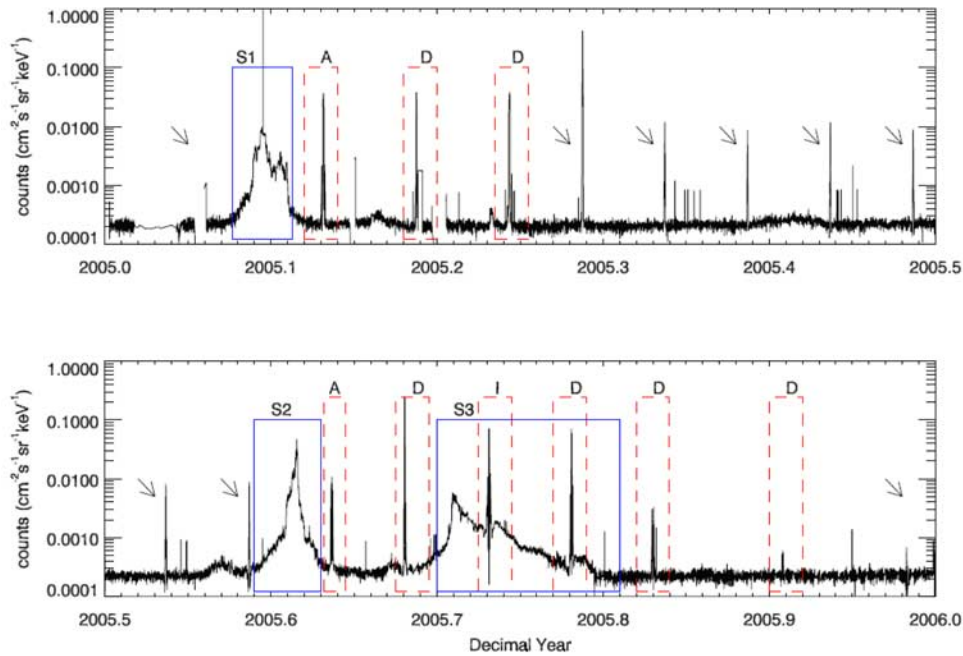 1.0000
0.1000
0.0100
0.0010
0.0001
counts (cm⁻²s⁻¹sr⁻¹keV⁻¹)
S1 A D D
2005.0 2005.1 2005.2 2005.3 2005.4 2005.5
1.0000
0.1000
0.0100
0.0010
0.0001
counts (cm⁻²s⁻¹sr⁻¹keV⁻¹)
S2 A D S3 I D D D
2005.5 2005.6 2005.7 2005.8 2005.9 2006.0
Decimal Year